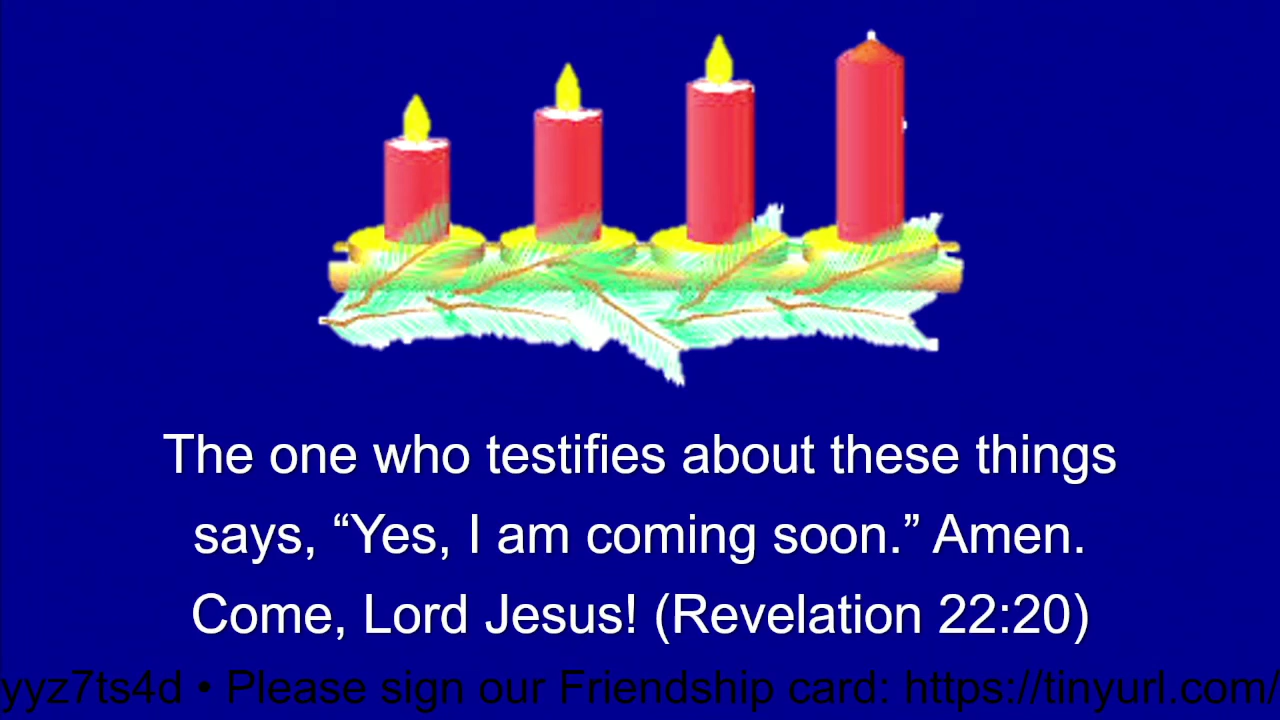 The one who testifies about these things
says, “Yes, I am coming soon.” Amen.
Come, Lord Jesus! (Revelation 22:20)
yyz7ts4d • Please sign our Friendship card: https://tinyurl.com/